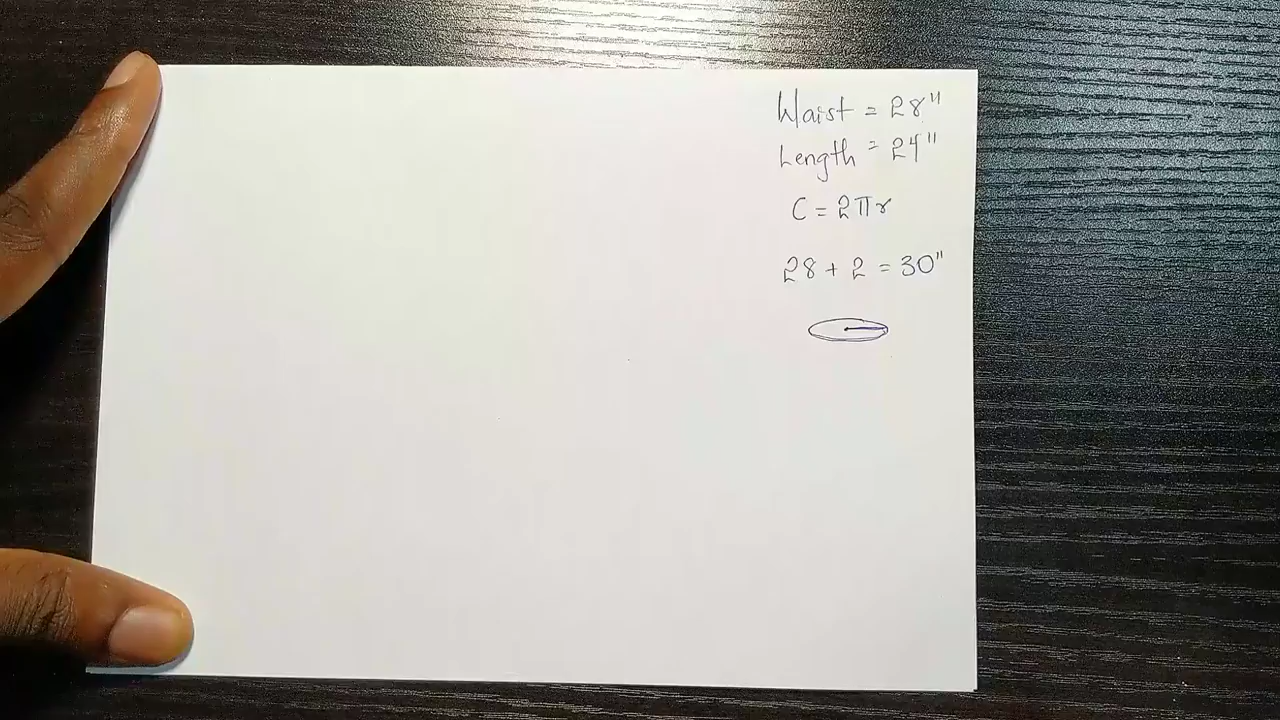 Waist = 28"
Length = 24"
C = 2πr
28 + 2 = 30"